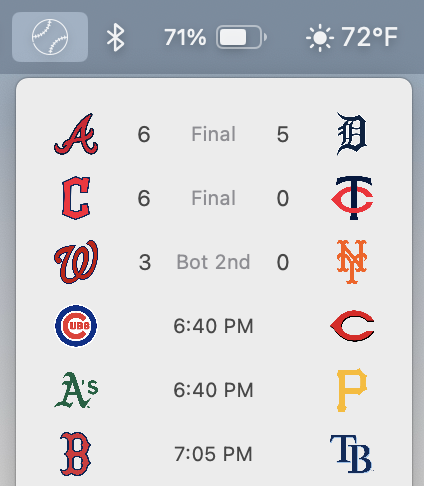 71% 72°F
A 6 Final 5 D
C 6 Final 0 TC
W 3 Bot 2nd 0 NY
CUBS 6:40 PM C
A's 6:40 PM P
B 7:05 PM TB